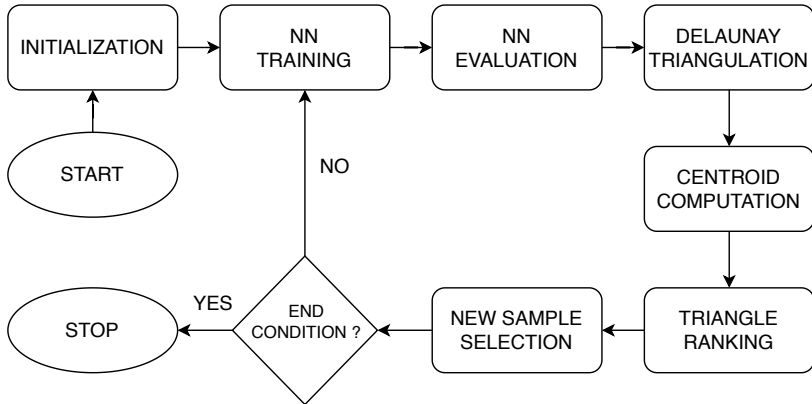 INITIALIZATION
NN
TRAINING
NN
EVALUATION
DELAUNAY
TRIANGULATION
START
NO
CENTROID
COMPUTATION
YES
STOP
END
CONDITION ?
NEW SAMPLE
SELECTION
TRIANGLE
RANKING